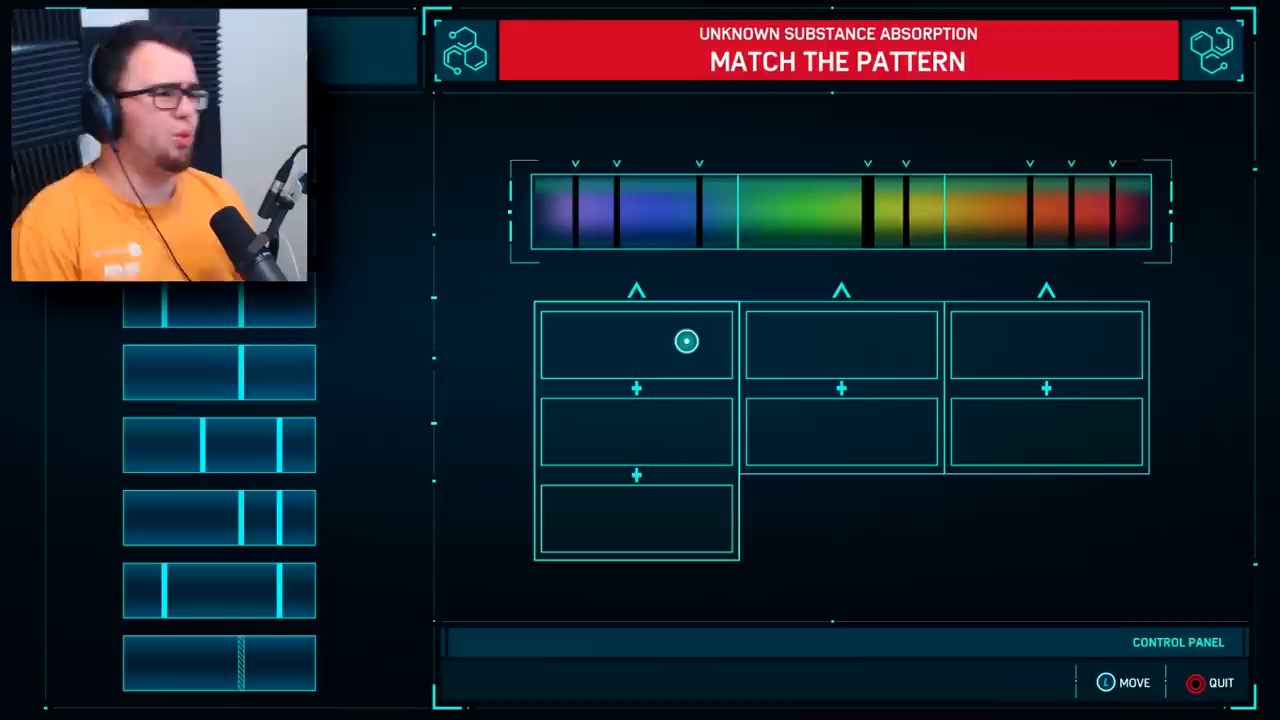 UNKNOWN SUBSTANCE ABSORPTION
MATCH THE PATTERN
CONTROL PANEL
L MOVE
QUIT